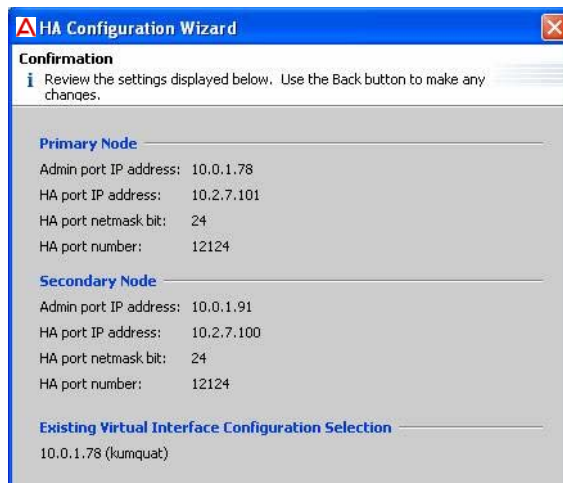 HA Configuration Wizard
Confirmation
i Review the settings displayed below. Use the Back button to make any
changes.
Primary Node
Admin port IP address: 10.0.1.78
HA port IP address: 10.2.7.101
HA port netmask bit: 24
HA port number: 12124
Secondary Node
Admin port IP address: 10.0.1.91
HA port IP address: 10.2.7.100
HA port netmask bit: 24
HA port number: 12124
Existing Virtual Interface Configuration Selection
10.0.1.78 (kumquat)